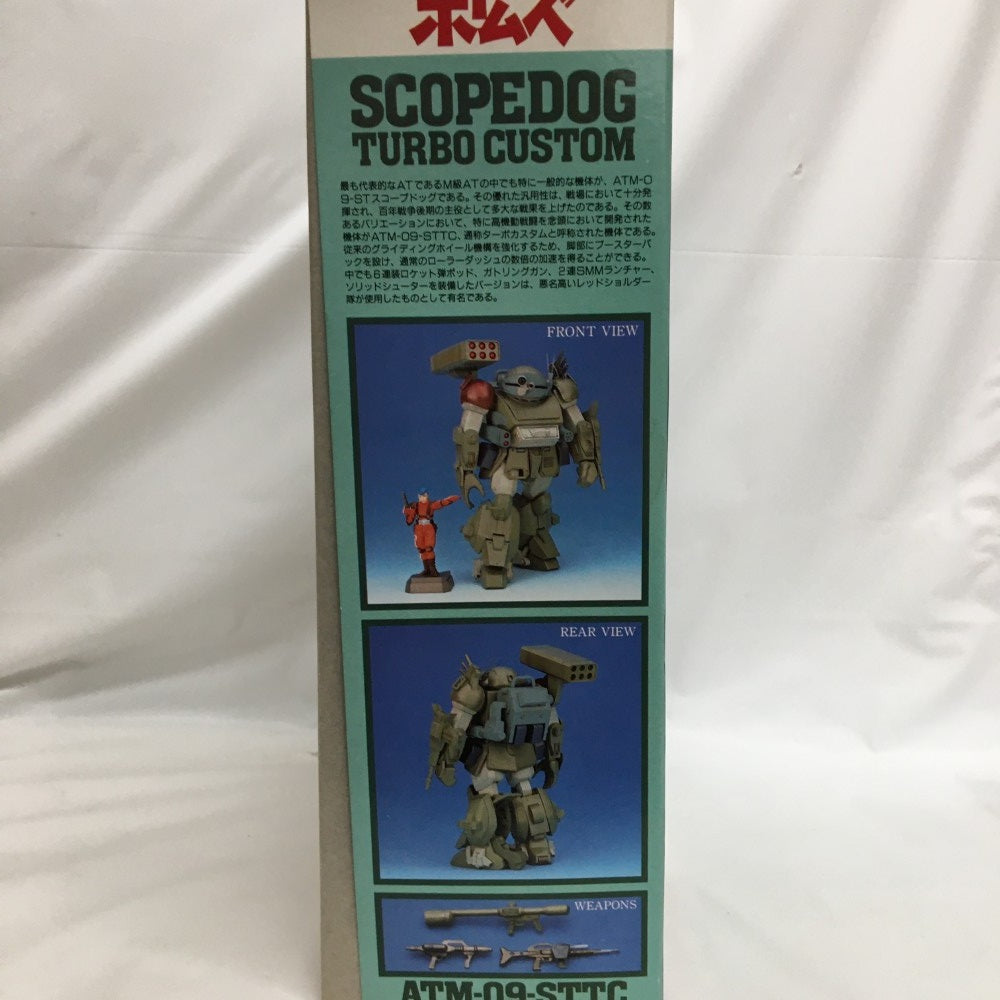 ボトムズ
SCOPEDOG
TURBO CUSTOM
最も代表的なATであるM級ATの中でも特に一般的な機体が、ATM-0
9-STスコープドッグである。その優れた汎用性は、戦場において十分発
揮され、百年戦争後期の主役として多大な戦果を上げたのである。その数
あるバリエーションにおいて、特に高機動戦闘を念頭において開発された
機体がATM-09-STTC、通称ターボカスタムと呼称された機体である。
従来のグライディングホイール機構を強化するため、脚部にブースターパ
ックを設け、通常のローラーダッシュの数倍の加速を得ることができる。
中でも6連装ロケット弾ポッド、ガトリングガン、2連SMMランチャー、
ソリッドシューターを装備したバージョンは、悪名高いレッドショルダー
隊が使用したものとして有名である。
FRONT VIEW
REAR VIEW
WEAPONS
ATM-09-STTC